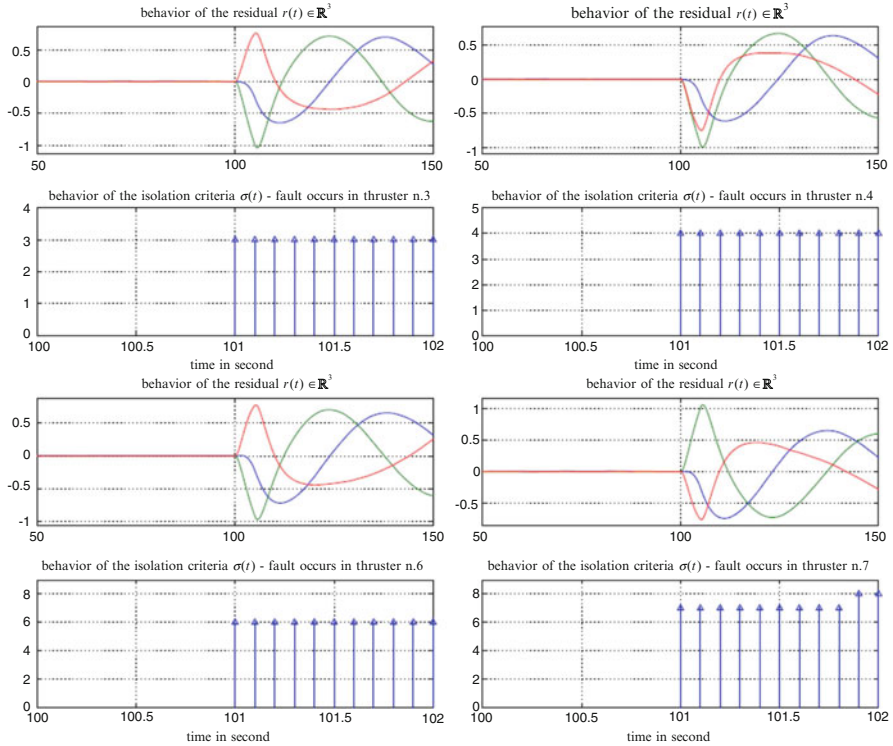 behavior of the residual r(t) ∈ ℝ³
0.5
0
-0.5
-1
50 100 150
behavior of the isolation criteria σ(t) - fault occurs in thruster n.3
4
3
2
1
0
100 100.5 101 101.5 102
time in second
behavior of the residual r(t) ∈ ℝ³
0.5
0
-0.5
-1
50 100 150
behavior of the isolation criteria σ(t) - fault occurs in thruster n.4
5
4
3
2
1
0
100 100.5 101 101.5 102
time in second
behavior of the residual r(t) ∈ ℝ³
0.5
0
-0.5
-1
50 100 150
behavior of the isolation criteria σ(t) - fault occurs in thruster n.6
8
6
4
2
0
100 100.5 101 101.5 102
time in second
behavior of the residual r(t) ∈ ℝ³
1
0.5
0
-0.5
50 100 150
behavior of the isolation criteria σ(t) - fault occurs in thruster n.7
8
6
4
2
0
100 100.5 101 101.5 102
time in second